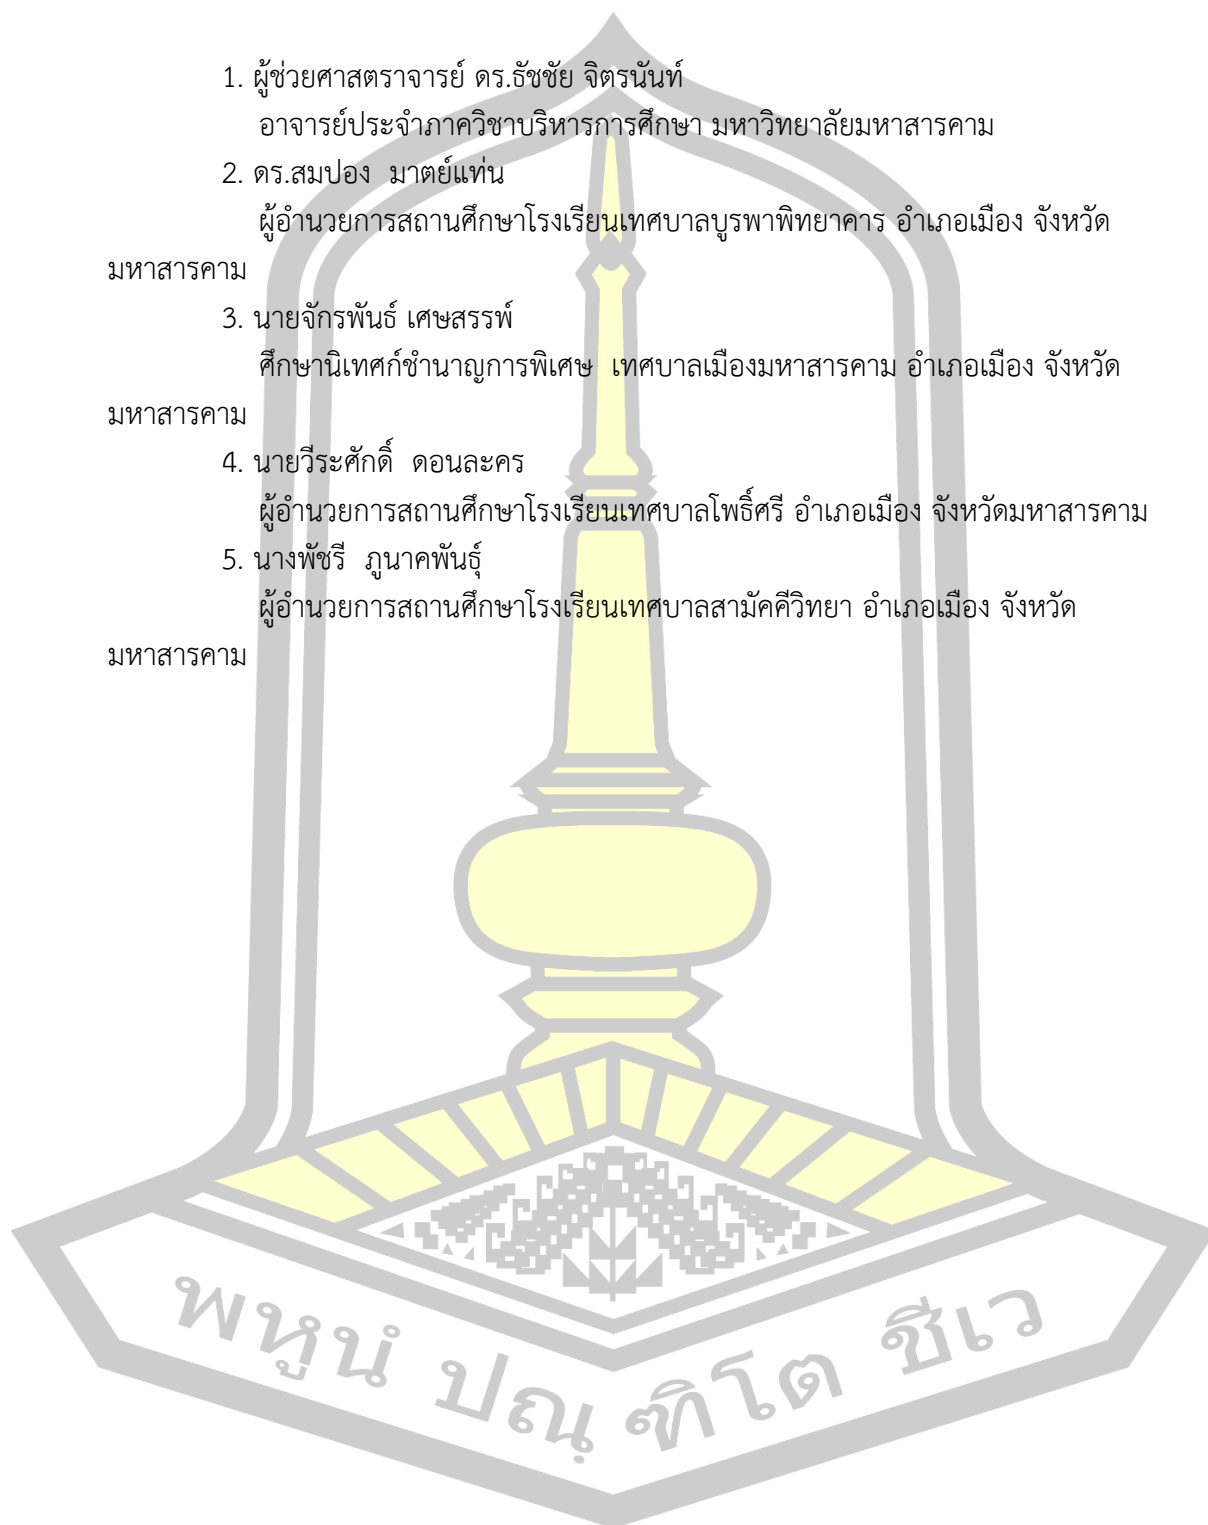 1. ผู้ช่วยศาสตราจารย์ ดร.ธัชชัย จิตรนันท์
อาจารย์ประจำภาควิชาบริหารการศึกษา มหาวิทยาลัยมหาสารคาม
2. ดร.สมปอง  มาตย์แท่น
ผู้อำนวยการสถานศึกษาโรงเรียนเทศบาลบูรพาพิทยาคาร อำเภอเมือง จังหวัด
มหาสารคาม
3. นายจักรพันธ์ เศษสรรพ์
ศึกษานิเทศก์ชำนาญการพิเศษ  เทศบาลเมืองมหาสารคาม อำเภอเมือง จังหวัด
มหาสารคาม
4. นายวีระศักดิ์  ดอนละคร
ผู้อำนวยการสถานศึกษาโรงเรียนเทศบาลโพธิ์ศรี อำเภอเมือง จังหวัดมหาสารคาม
5. นางพัชรี  ภูนาคพันธุ์
ผู้อำนวยการสถานศึกษาโรงเรียนเทศบาลสามัคคีวิทยา อำเภอเมือง จังหวัด
มหาสารคาม
พหูนํ ปณฺ ฑิโต ชีเว